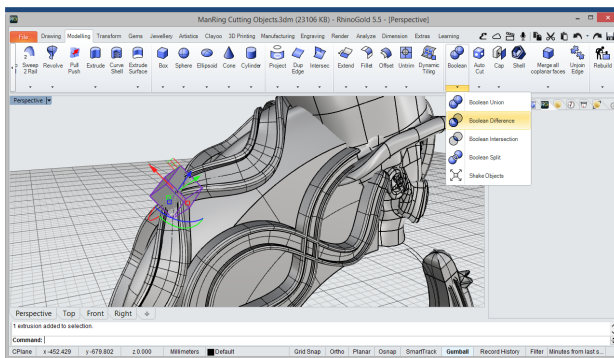 ManRing Cutting Objects.3dm (23106 KB) - RhinoGold 5.5 - [Perspective]
File Drawing Modelling Transform Gems Jewellery Artistics Clayoo 3D Printing Manufacturing Engraving Render Analyze Dimension Extras Learning
Sweep 2 Rail Revolve Pull Push Extrude Curve Shell Extrude Surface Box Sphere Ellipsoid Cone Cylinder Project Dup Edge Intersec Extend Fillet Offset Untrim Dynamic Tiling Boolean Auto Cut Cap Shell Merge all coplanar faces Unjoin Edge Rebuild
Perspective
Boolean Union
Boolean Difference
Boolean Intersection
Boolean Split
Shake Objects
Perspective Top Front Right
1 extrusion added to selection.
Command:
CPlane x -452.429 y -679.802 z 0.000 Millimeters Default Grid Snap Ortho Planar Osnap SmartTrack Gumball Record History Filter Minutes from last s...